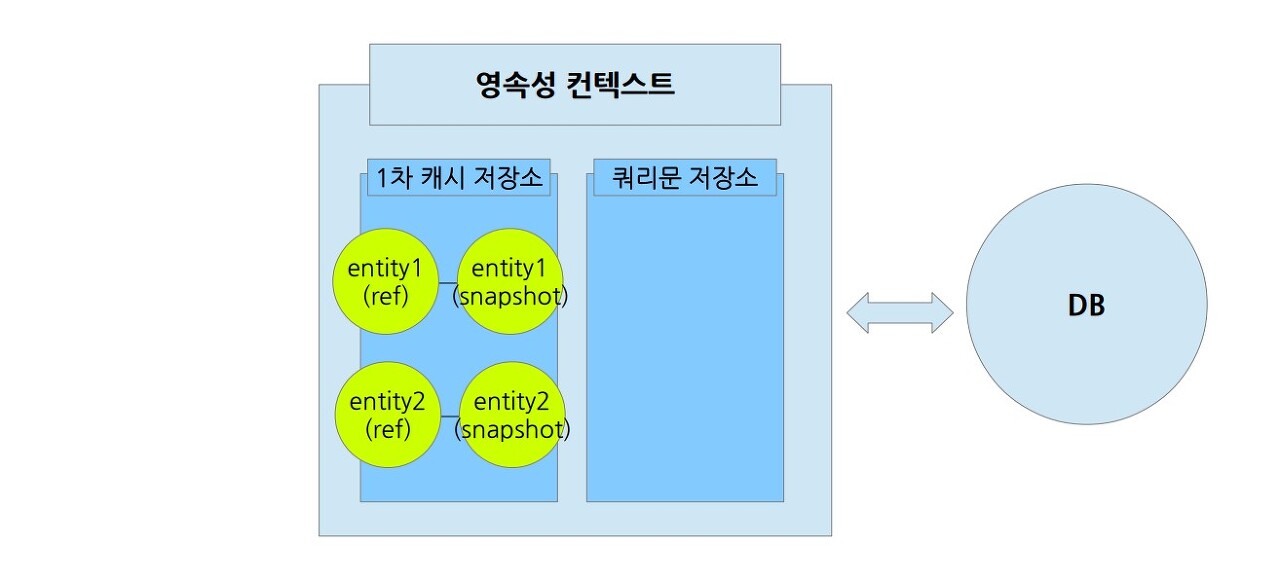 영속성 컨텍스트
1차 캐시 저장소
쿼리문 저장소
entity1
(ref)
entity1
(snapshot)
entity2
(ref)
entity2
(snapshot)
DB